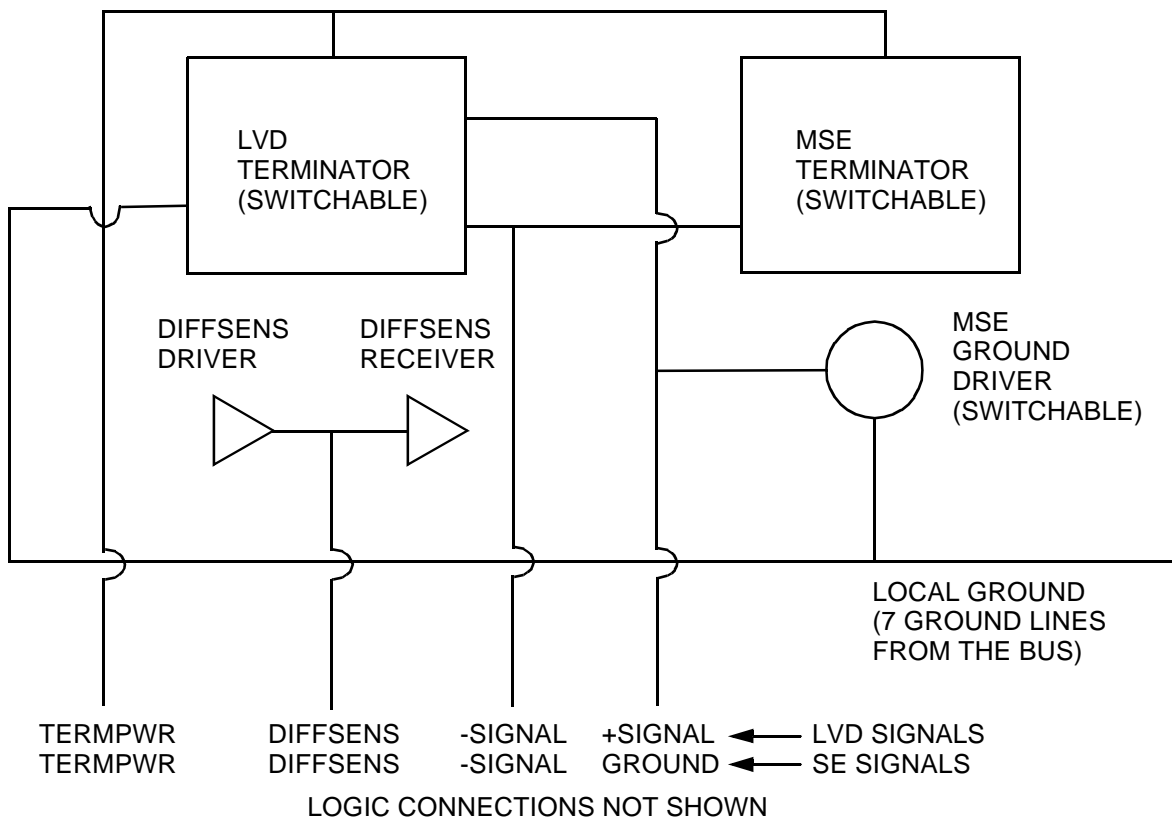 LVD
TERMINATOR
(SWITCHABLE)
MSE
TERMINATOR
(SWITCHABLE)
DIFFSENS
DRIVER
DIFFSENS
RECEIVER
MSE
GROUND
DRIVER
(SWITCHABLE)
LOCAL GROUND
(7 GROUND LINES
FROM THE BUS)
TERMPWR DIFFSENS -SIGNAL +SIGNAL LVD SIGNALS
TERMPWR DIFFSENS -SIGNAL GROUND SE SIGNALS
LOGIC CONNECTIONS NOT SHOWN